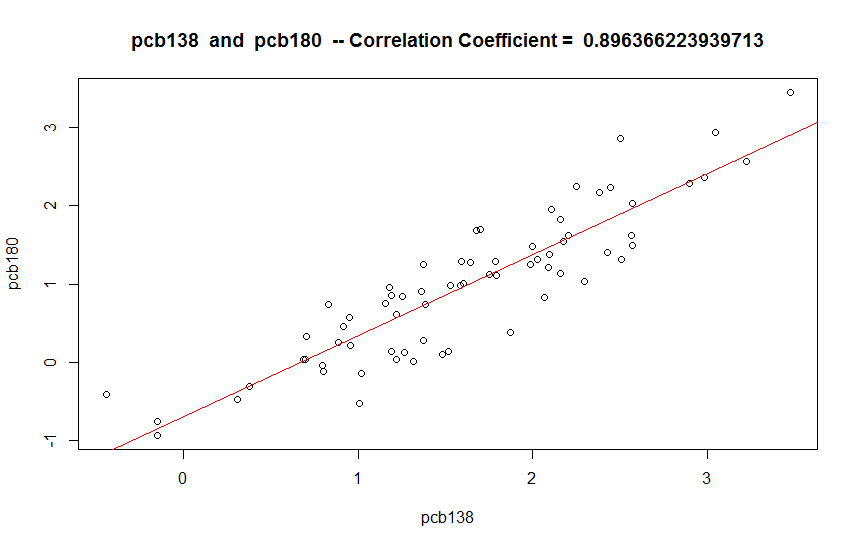 pcb138 and pcb180 -- Correlation Coefficient = 0.896366223939713
3
2
1
0
-1
pcb180
0 1 2 3
pcb138